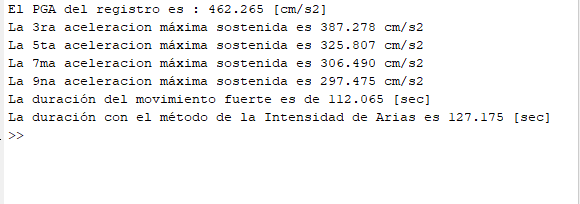 El PGA del registro es : 462.265 [cm/s2]
La 3ra aceleracion máxima sostenida es 387.278 cm/s2
La 5ta aceleracion máxima sostenida es 325.807 cm/s2
La 7ma aceleracion máxima sostenida es 306.490 cm/s2
La 9na aceleracion máxima sostenida es 297.475 cm/s2
La duración del movimiento fuerte es de 112.065 [sec]
La duración con el método de la Intensidad de Arias es 127.175 [sec]
>>